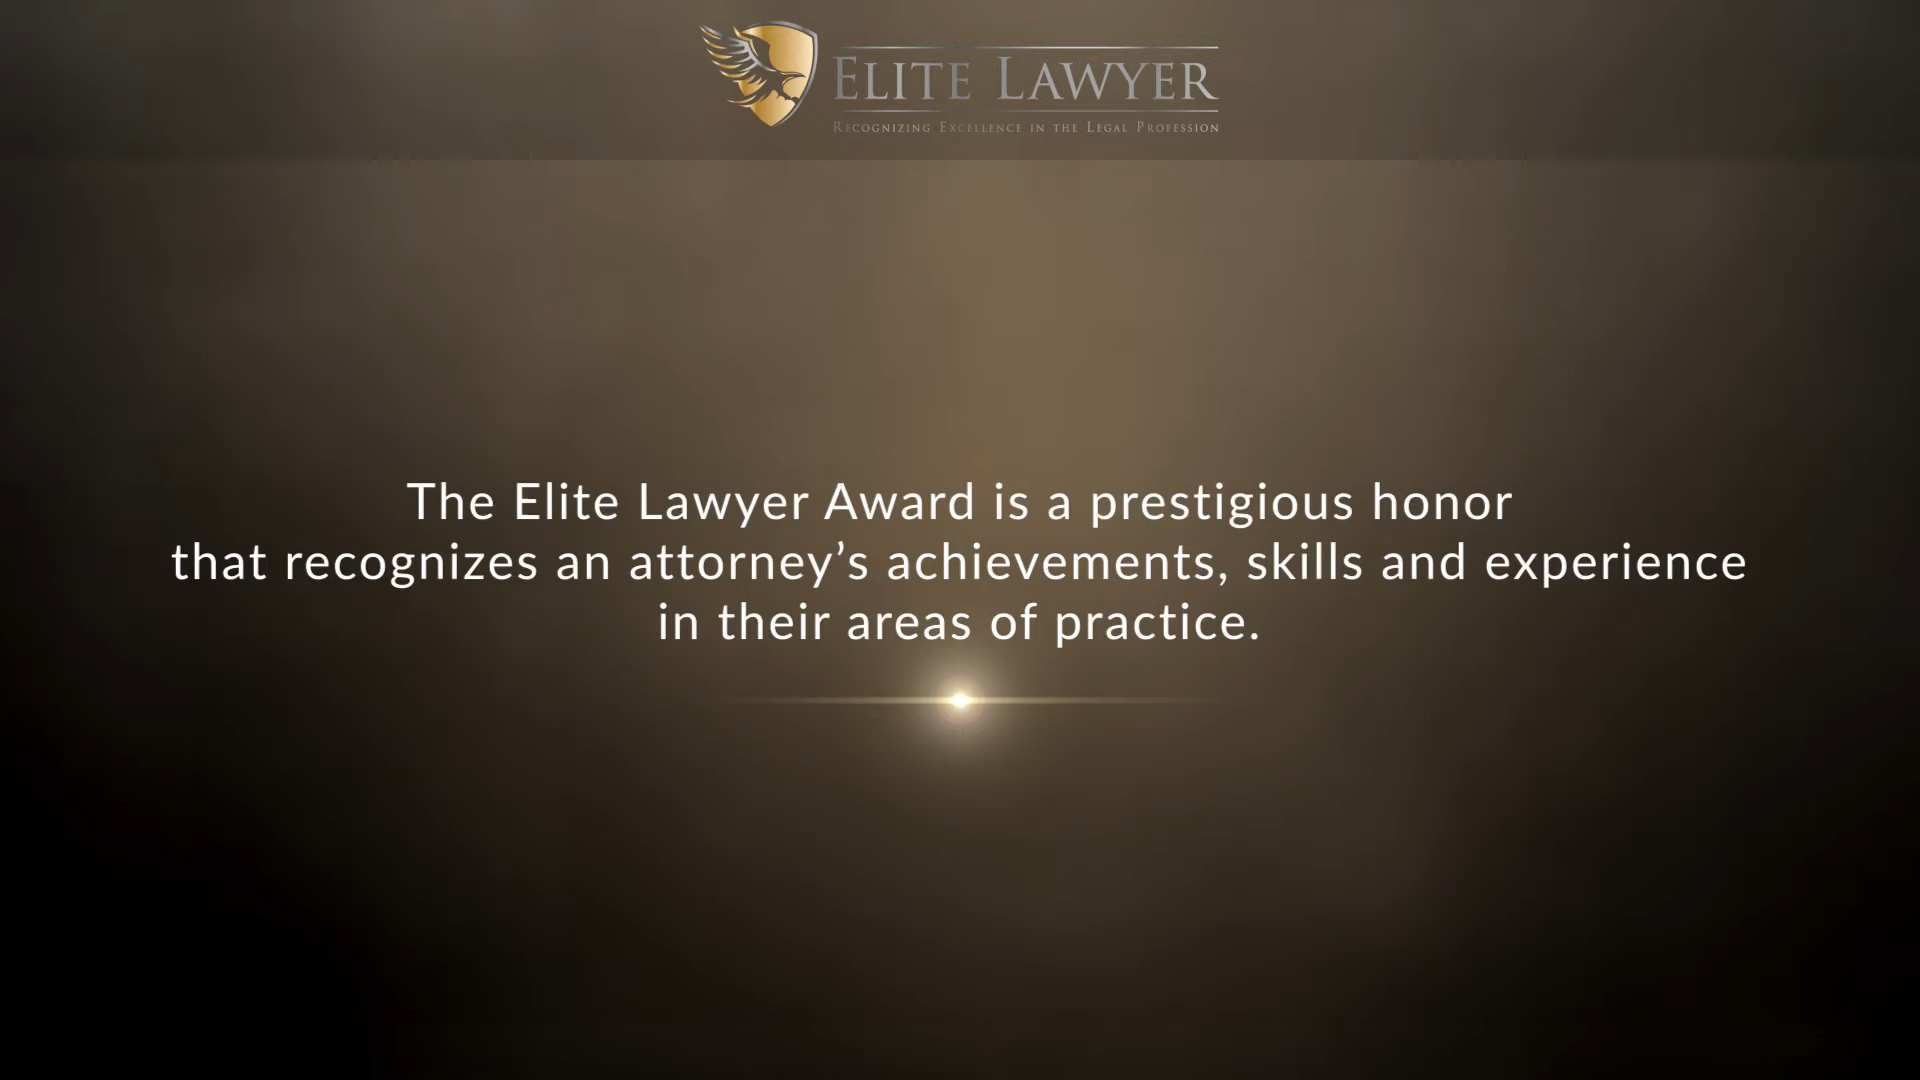 ELITE LAWYER
RECOGNIZING EXCELLENCE IN THE LEGAL PROFESSION
The Elite Lawyer Award is a prestigious honor
that recognizes an attorney’s achievements, skills and experience
in their areas of practice.